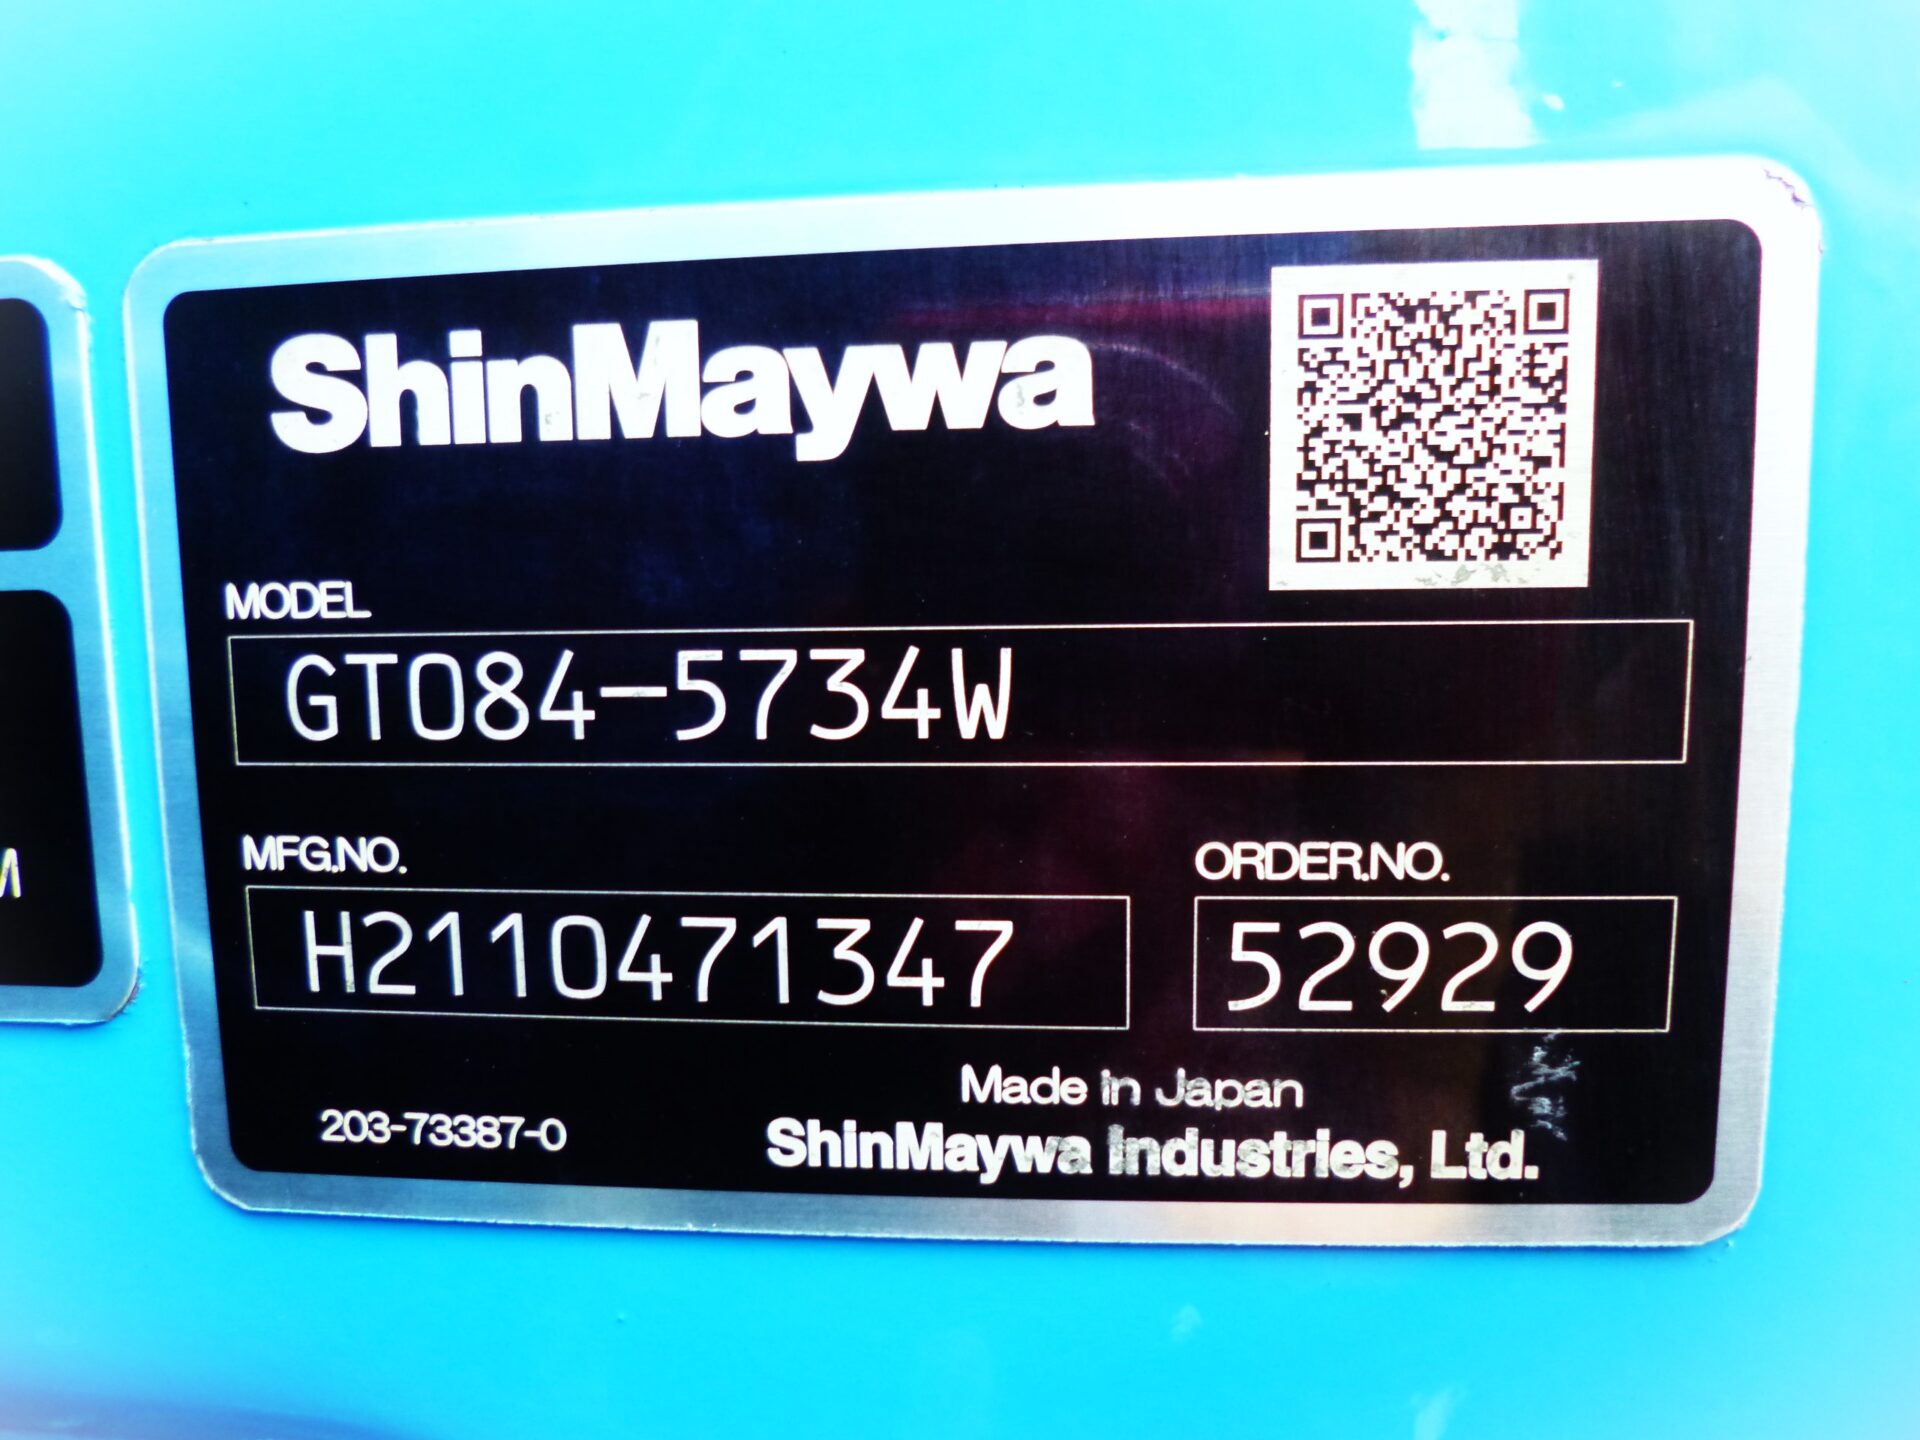 ShinMaywa
MODEL
GT084-5734W
MFG.NO.
ORDER.NO.
H2110471347
52929
Made in Japan
203-73387-0
ShinMaywa Industries, Ltd.
M